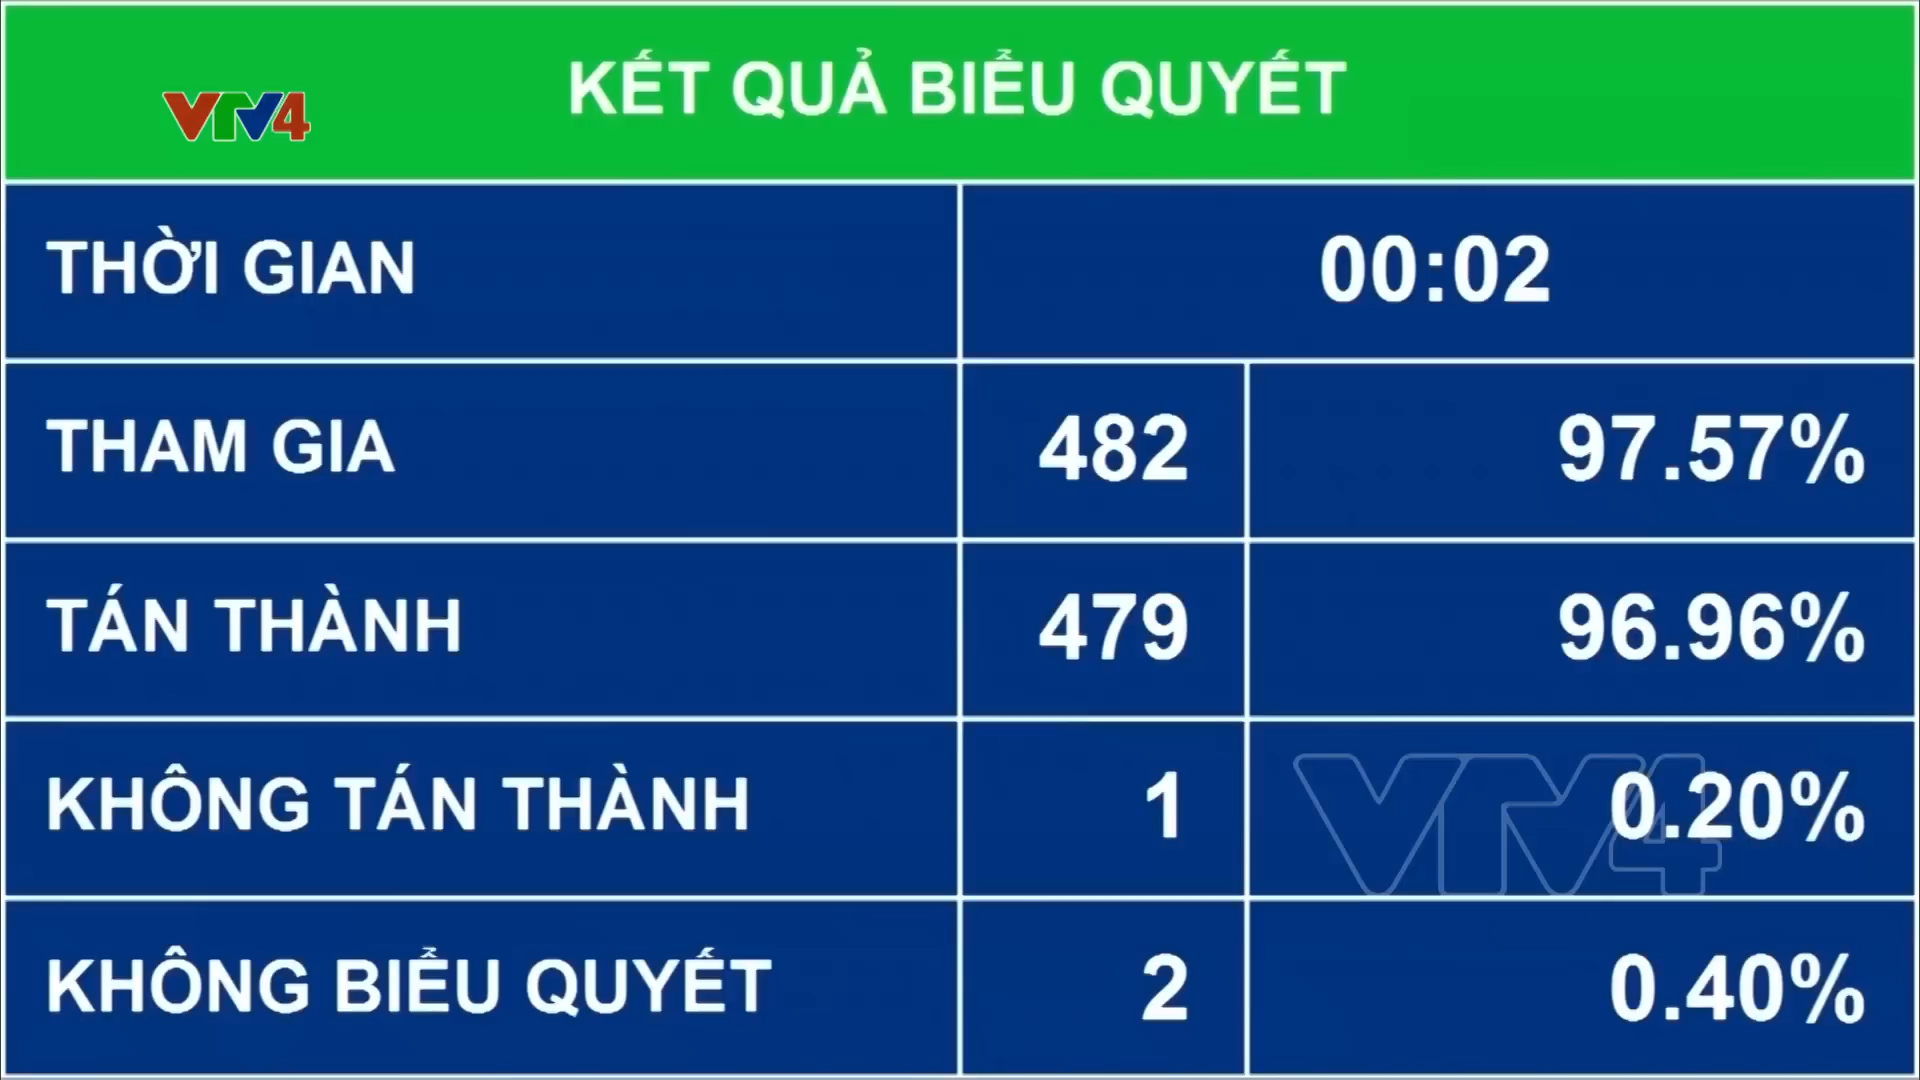 KẾT QUẢ BIỂU QUYẾT
VTV4
THỜI GIAN 00:02
THAM GIA 482 97.57%
TÁN THÀNH 479 96.96%
KHÔNG TÁN THÀNH 1 0.20%
VTV4
KHÔNG BIỂU QUYẾT 2 0.40%